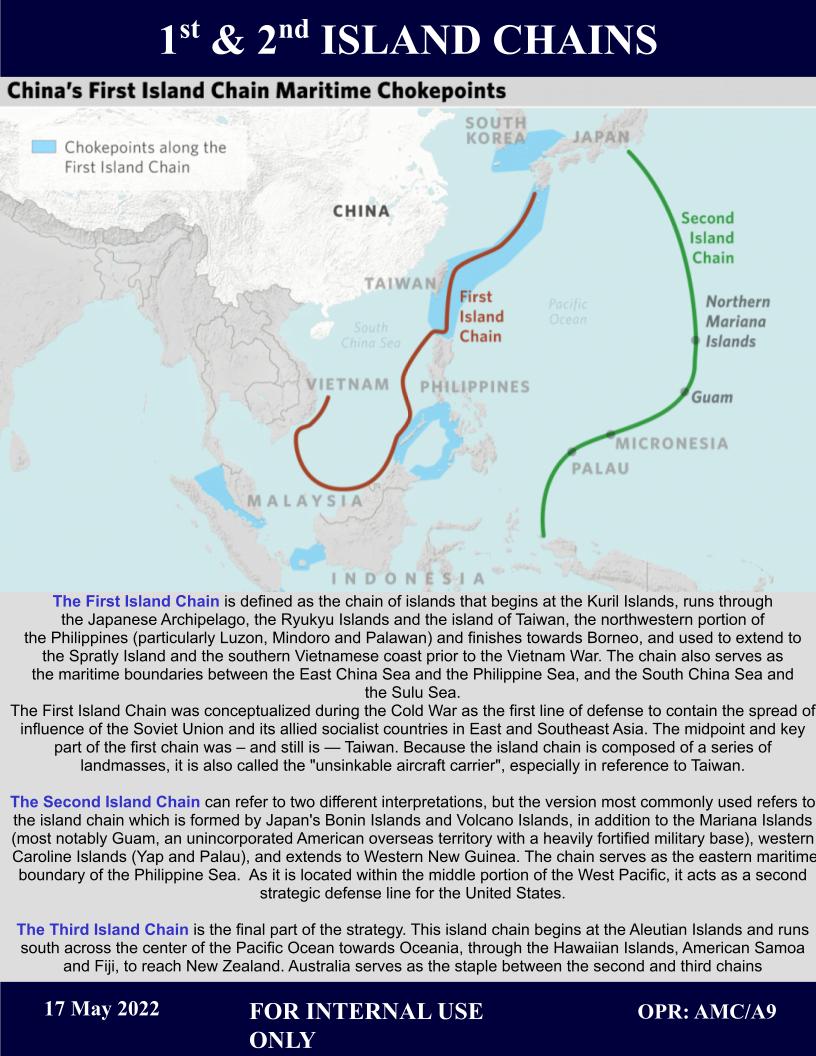 1st & 2nd ISLAND CHAINS
China's First Island Chain Maritime Chokepoints
Chokepoints along the
First Island Chain
SOUTH
KOREA
JAPAN
CHINA
Second
Island
Chain
TAIWAN
First
Island
Chain
Pacific
Ocean
Northern
Mariana
Islands
South
China Sea
VIETNAM
PHILIPPINES
Guam
MICRONESIA
PALAU
MALAYSIA
INDONESIA
The First Island Chain is defined as the chain of islands that begins at the Kuril Islands, runs through
the Japanese Archipelago, the Ryukyu Islands and the island of Taiwan, the northwestern portion of
the Philippines (particularly Luzon, Mindoro and Palawan) and finishes towards Borneo, and used to extend to
the Spratly Island and the southern Vietnamese coast prior to the Vietnam War. The chain also serves as
the maritime boundaries between the East China Sea and the Philippine Sea, and the South China Sea and
the Sulu Sea.
The First Island Chain was conceptualized during the Cold War as the first line of defense to contain the spread of
influence of the Soviet Union and its allied socialist countries in East and Southeast Asia. The midpoint and key
part of the first chain was – and still is — Taiwan. Because the island chain is composed of a series of
landmasses, it is also called the "unsinkable aircraft carrier", especially in reference to Taiwan.
The Second Island Chain can refer to two different interpretations, but the version most commonly used refers to
the island chain which is formed by Japan's Bonin Islands and Volcano Islands, in addition to the Mariana Islands
(most notably Guam, an unincorporated American overseas territory with a heavily fortified military base), western
Caroline Islands (Yap and Palau), and extends to Western New Guinea. The chain serves as the eastern maritime
boundary of the Philippine Sea. As it is located within the middle portion of the West Pacific, it acts as a second
strategic defense line for the United States.
The Third Island Chain is the final part of the strategy. This island chain begins at the Aleutian Islands and runs
south across the center of the Pacific Ocean towards Oceania, through the Hawaiian Islands, American Samoa
and Fiji, to reach New Zealand. Australia serves as the staple between the second and third chains
17 May 2022
FOR INTERNAL USE
ONLY
OPR: AMC/A9